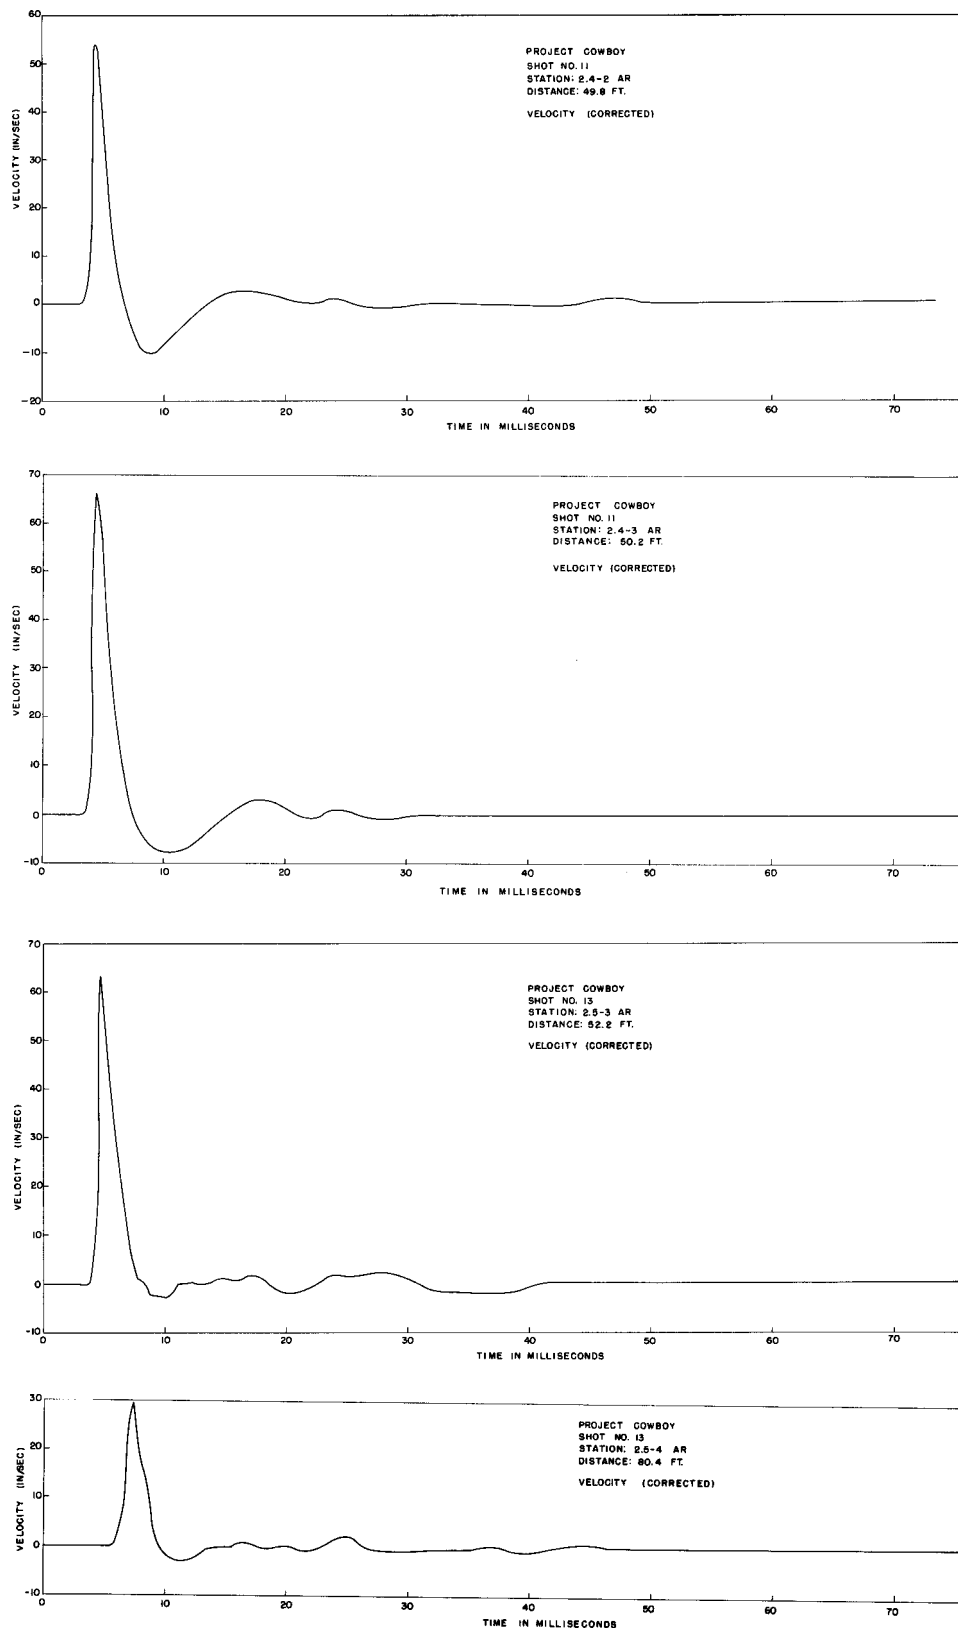 60
50
40
30
20
10
0
-10
-20
VELOCITY (IN/SEC)
PROJECT COWBOY
SHOT NO. 11
STATION: 2.4-2 AR
DISTANCE: 49.8 FT.
VELOCITY (CORRECTED)
0 10 20 30 40 50 60 70
TIME IN MILLISECONDS
70
60
50
40
30
20
10
0
-10
VELOCITY (IN/SEC)
PROJECT COWBOY
SHOT NO. 11
STATION: 2.4-3 AR
DISTANCE: 50.2 FT.
VELOCITY (CORRECTED)
0 10 20 30 40 50 60 70
TIME IN MILLISECONDS
70
60
50
40
30
20
10
0
-10
VELOCITY (IN/SEC)
PROJECT COWBOY
SHOT NO. 13
STATION: 2.5-3 AR
DISTANCE: 52.2 FT.
VELOCITY (CORRECTED)
0 10 20 30 40 50 60 70
TIME IN MILLISECONDS
30
20
10
0
-10
VELOCITY (IN/SEC)
PROJECT COWBOY
SHOT NO. 13
STATION: 2.5-4 AR
DISTANCE: 80.4 FT.
VELOCITY (CORRECTED)
0 10 20 30 40 50 60 70
TIME IN MILLISECONDS